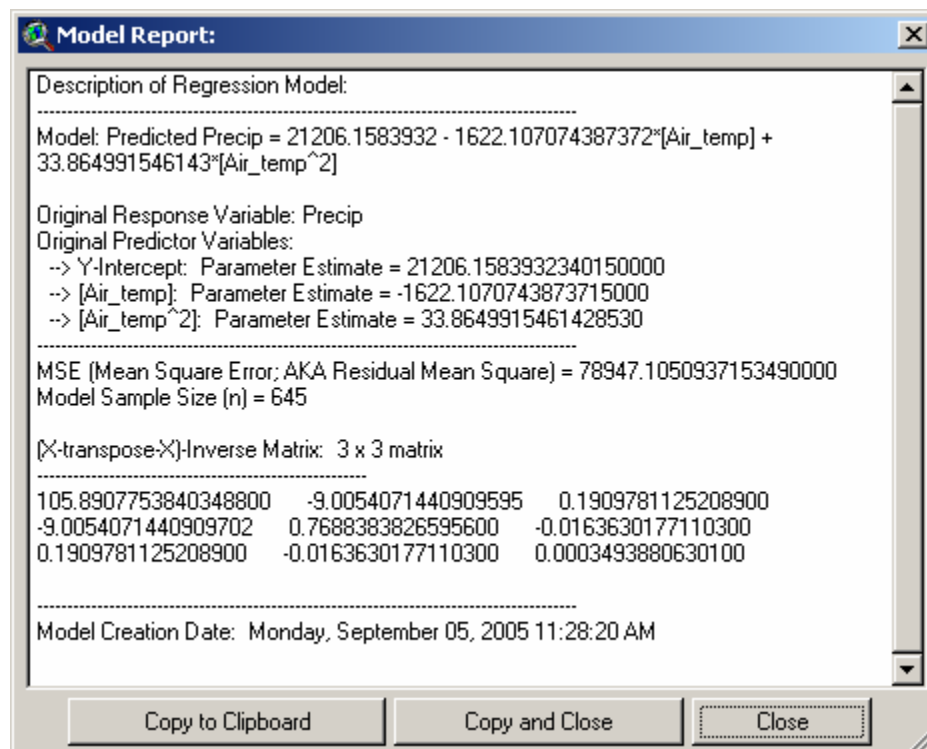 Model Report:
Description of Regression Model:
Model: Predicted Precip = 21206.1583932 - 1622.107074387372*[Air_temp] +
33.864991546143*[Air_temp^2]
Original Response Variable: Precip
Original Predictor Variables:
--> Y-Intercept: Parameter Estimate = 21206.1583932340150000
--> [Air_temp]: Parameter Estimate = -1622.1070743873715000
--> [Air_temp^2]: Parameter Estimate = 33.8649915461428530
MSE (Mean Square Error; AKA Residual Mean Square) = 78947.1050937153490000
Model Sample Size (n) = 645
(X-transpose-X)-Inverse Matrix: 3 x 3 matrix
105.8907753840348800 -9.0054071440909595 0.1909781125208900
-9.0054071440909702 0.7688383826595600 -0.0163630177110300
0.1909781125208900 -0.0163630177110300 0.0003493880630100
Model Creation Date: Monday, September 05, 2005 11:28:20 AM
Copy to Clipboard Copy and Close Close